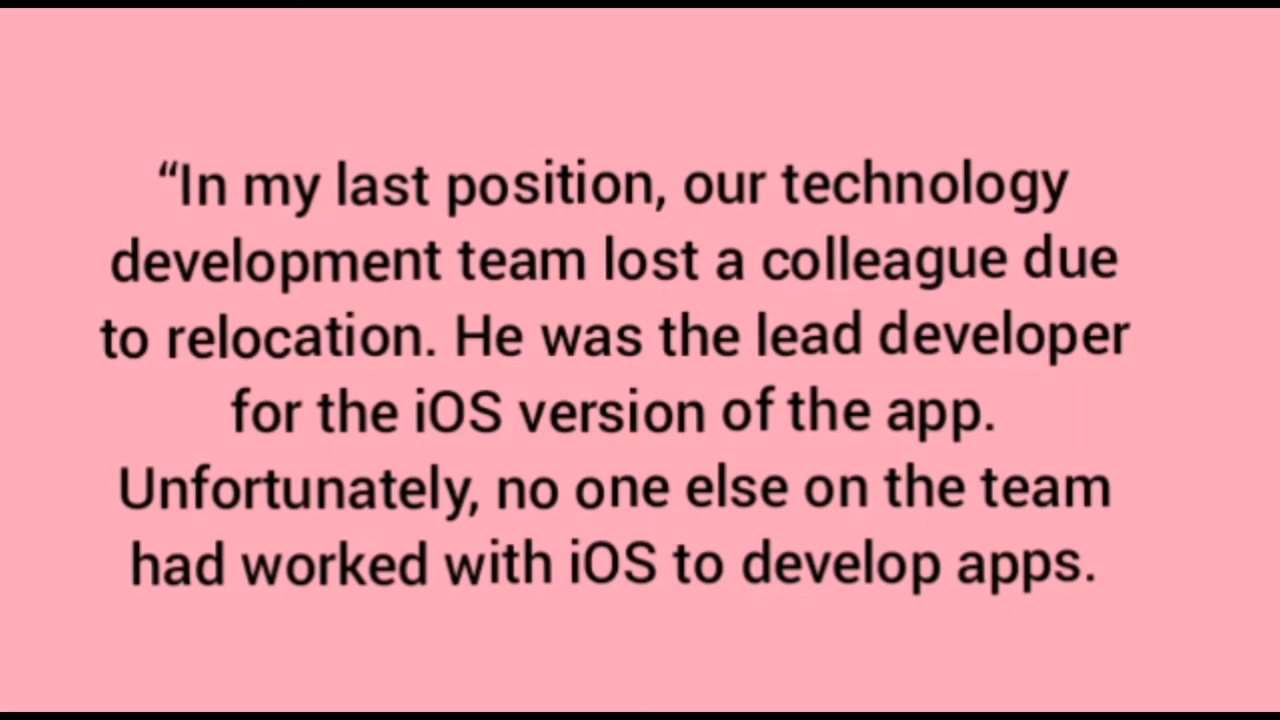 “In my last position, our technology
development team lost a colleague due
to relocation. He was the lead developer
for the iOS version of the app.
Unfortunately, no one else on the team
had worked with iOS to develop apps.